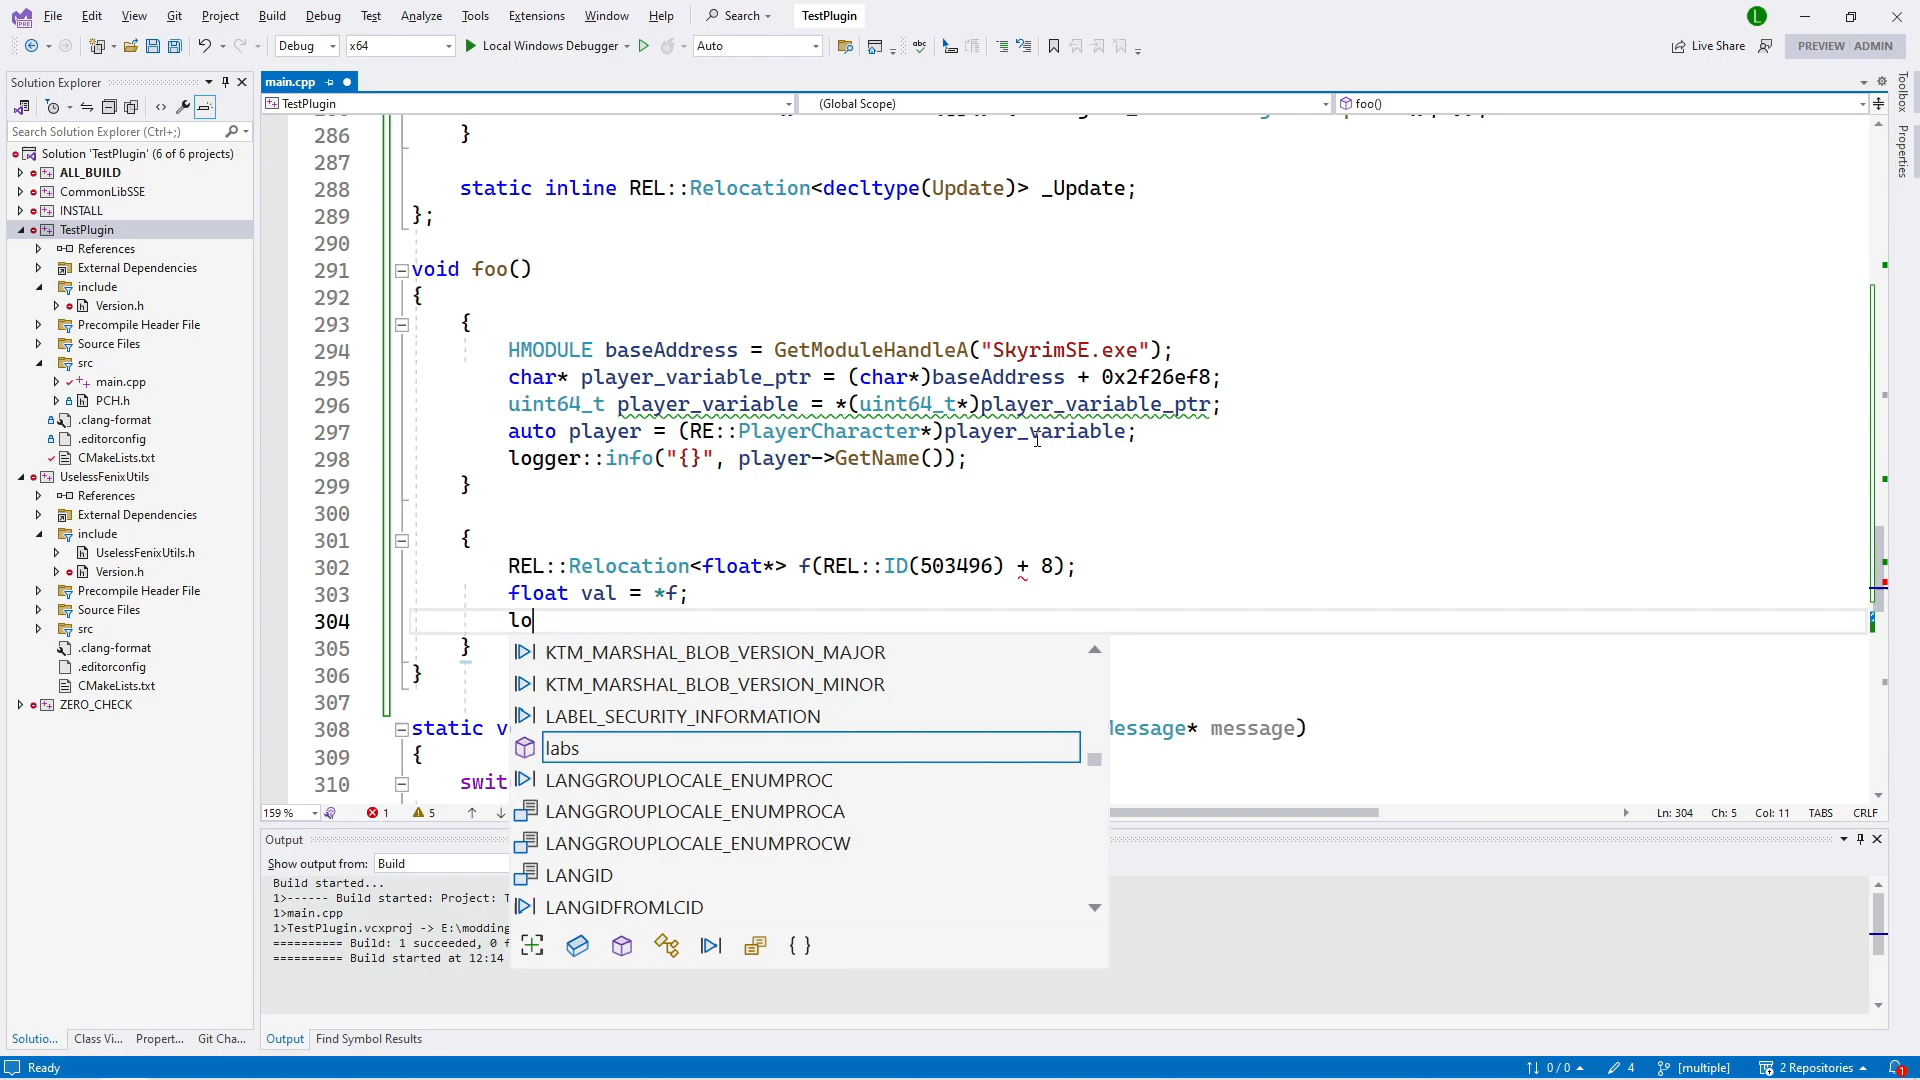 File Edit View Git Project Build Debug Test Analyze Tools Extensions Window Help Search TestPlugin L
Debug x64 Local Windows Debugger Auto Live Share PREVIEW ADMIN
Solution Explorer
Search Solution Explorer (Ctrl+;)
Solution 'TestPlugin' (6 of 6 projects)
ALL_BUILD
CommonLibSSE
INSTALL
TestPlugin
References
External Dependencies
include
Version.h
Precompile Header File
Source Files
src
main.cpp
PCH.h
.clang-format
.editorconfig
CMakeLists.txt
UselessFenixUtils
References
External Dependencies
include
UselessFenixUtils.h
Version.h
Precompile Header File
Source Files
src
.clang-format
.editorconfig
CMakeLists.txt
ZERO_CHECK
Solutio... Class Vi... Propert... Git Cha...
main.cpp
TestPlugin (Global Scope) foo()
286 }
287
288 static inline REL::Relocation<decltype(Update)> _Update;
289 };
290
291 void foo()
292 {
293 {
294 HMODULE baseAddress = GetModuleHandleA("SkyrimSE.exe");
295 char* player_variable_ptr = (char*)baseAddress + 0x2f26ef8;
296 uint64_t player_variable = *(uint64_t*)player_variable_ptr;
297 auto player = (RE::PlayerCharacter*)player_variable;
298 logger::info("{}", player->GetName());
299 }
300
301 {
302 REL::Relocation<float*> f(REL::ID(503496) + 8);
303 float val = *f;
304 lo
305 }
306 }
307
308 static v essage* message)
309 {
310 swit
KTM_MARSHAL_BLOB_VERSION_MAJOR
KTM_MARSHAL_BLOB_VERSION_MINOR
LABEL_SECURITY_INFORMATION
labs
LANGGROUPLOCALE_ENUMPROC
LANGGROUPLOCALE_ENUMPROCA
LANGGROUPLOCALE_ENUMPROCW
LANGID
LANGIDFROMLCID
159 % 1 5 Ln: 304 Ch: 5 Col: 11 TABS CRLF
Output
Show output from: Build
Build started...
1>------ Build started: Project: T
1>main.cpp
1>TestPlugin.vcxproj -> E:\modding
========== Build: 1 succeeded, 0 f
========== Build started at 12:14
Output Find Symbol Results
Toolbox
Properties
Ready 0 / 0 4 [multiple] 2 Repositories 1